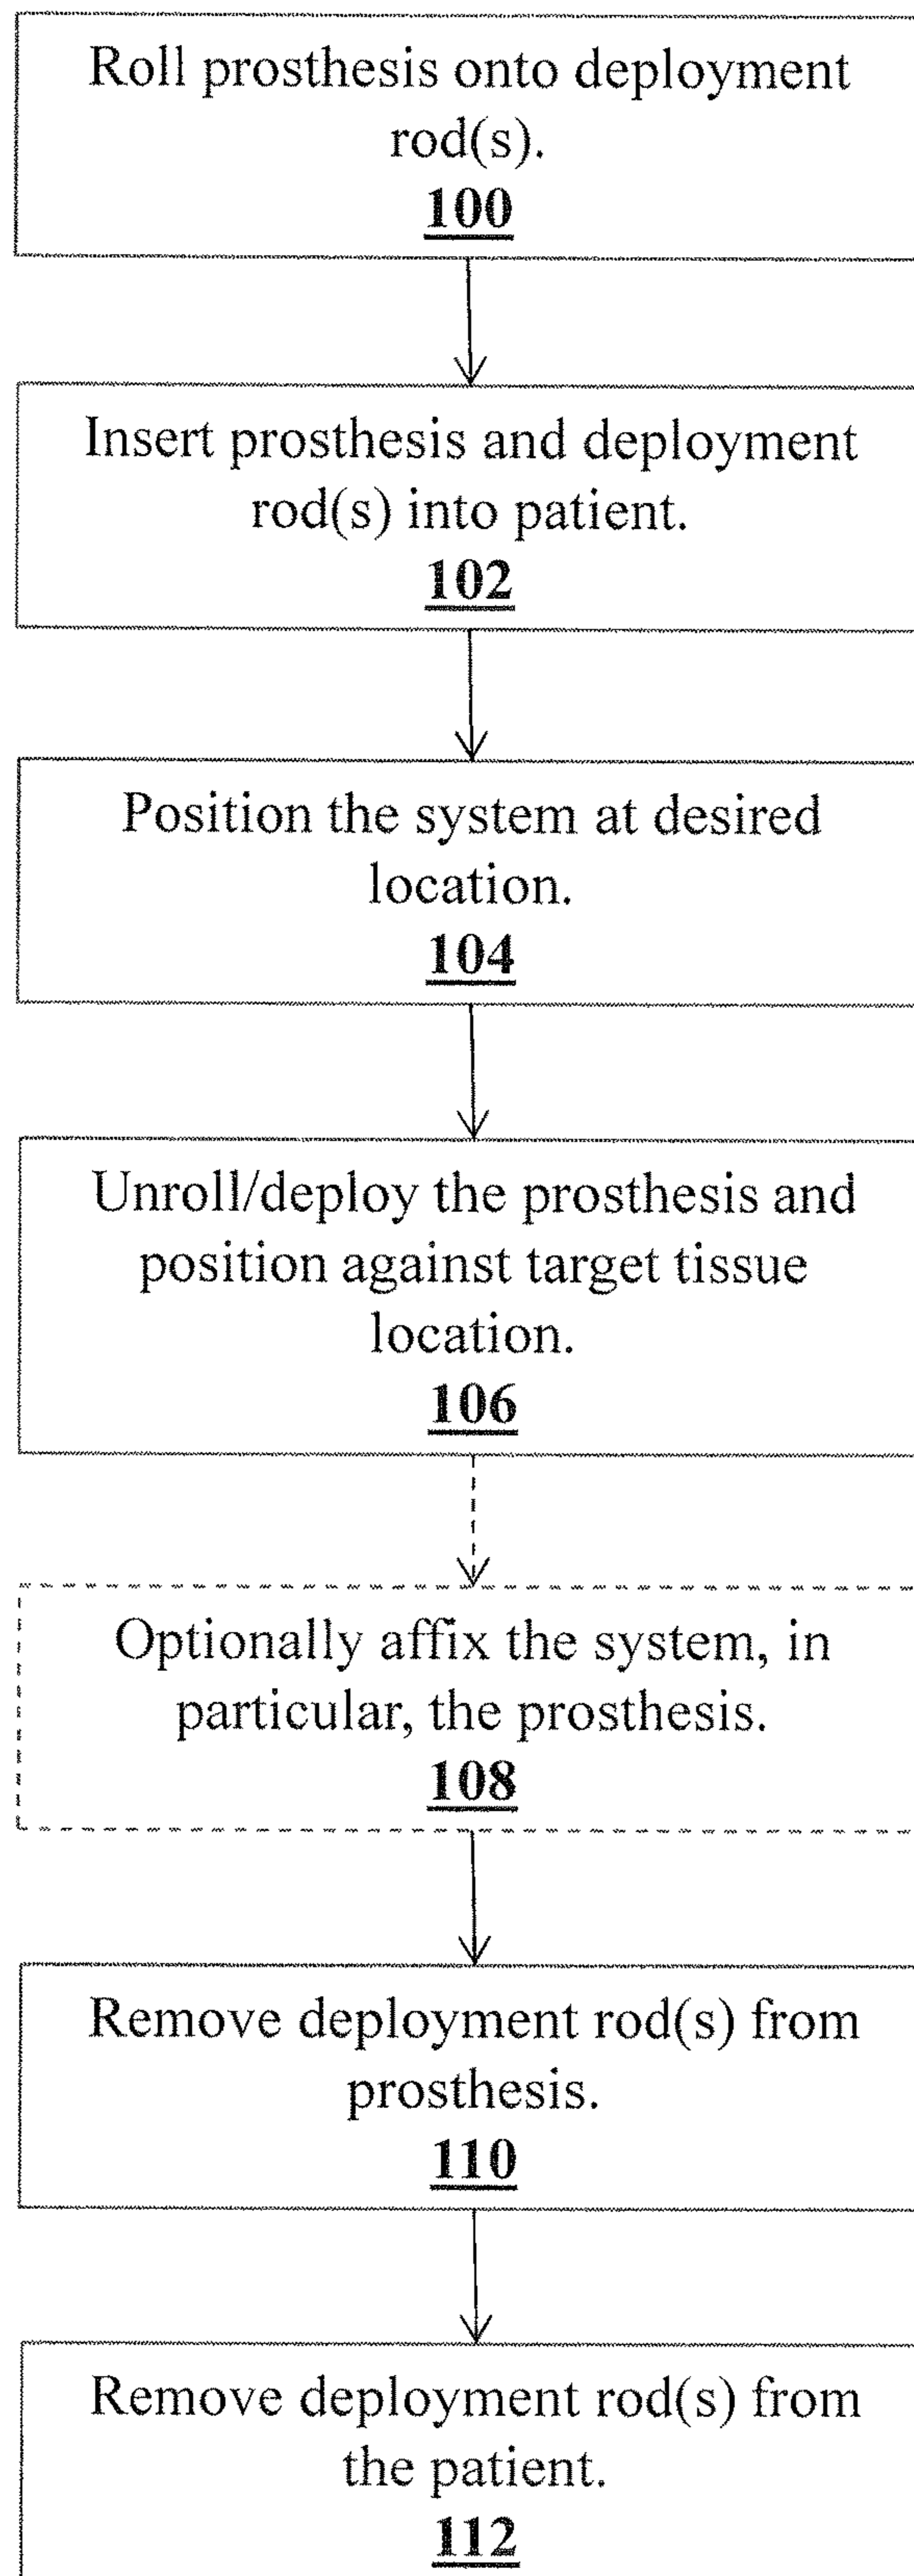 Roll prosthesis onto deployment
rod(s).
100
Insert prosthesis and deployment
rod(s) into patient.
102
Position the system at desired
location.
104
Unroll/deploy the prosthesis and
position against target tissue
location.
106
Optionally affix the system, in
particular, the prosthesis.
108
Remove deployment rod(s) from
prosthesis.
110
Remove deployment rod(s) from
the patient.
112